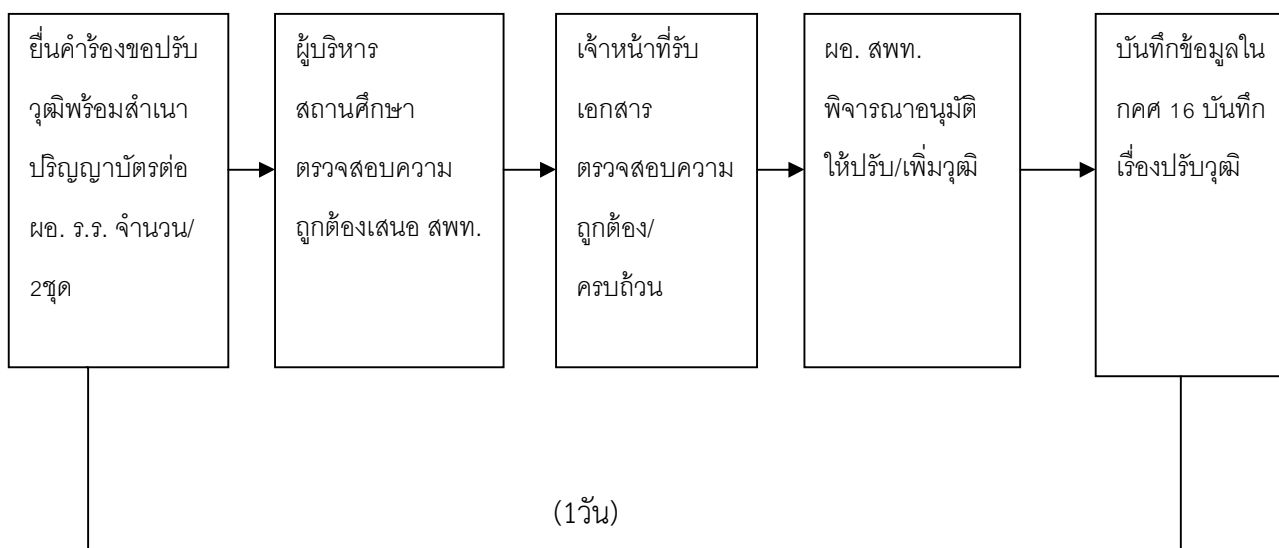 ยื่นคำร้องขอปรับ
วุฒิพร้อมสำเนา
ปริญญาบัตรต่อ
ผอ. ร.ร. จำนวน/
2ชุด
ผู้บริหาร
สถานศึกษา
ตรวจสอบความ
ถูกต้องเสนอ สพท.
เจ้าหน้าที่รับ
เอกสาร
ตรวจสอบความ
ถูกต้อง/
ครบถ้วน
ผอ. สพท.
พิจารณาอนุมัติ
ให้ปรับ/เพิ่มวุฒิ
บันทึกข้อมูลใน
กคศ 16 บันทึก
เรื่องปรับวุฒิ
(1วัน)